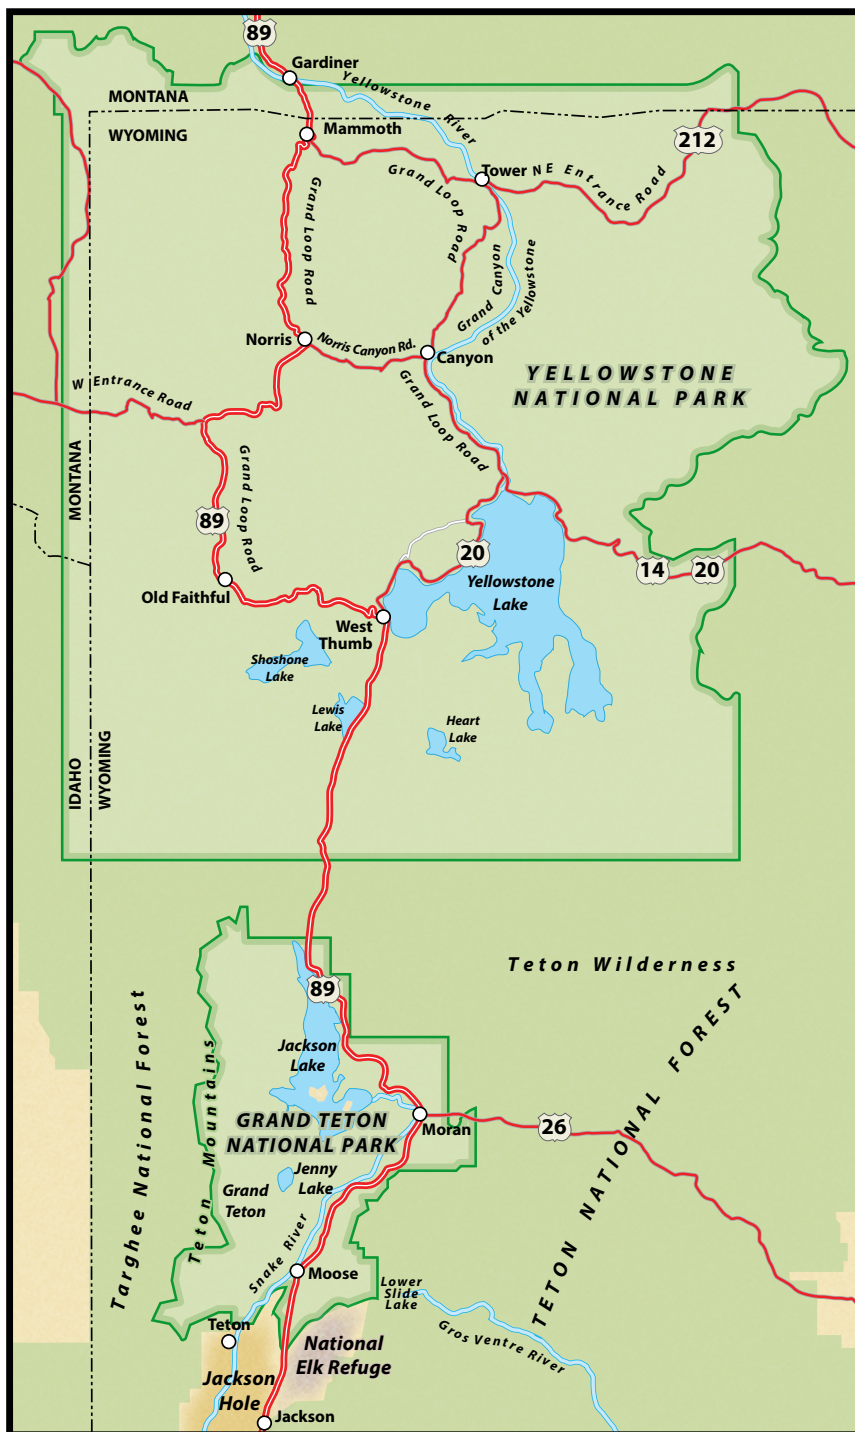 89
Gardiner
Yellowstone River
MONTANA
WYOMING
Mammoth
212
Tower
NE Entrance Road
Grand Loop Road
Grand Loop Road
Grand Canyon
of the Yellowstone
Norris
Norris Canyon Rd.
Canyon
YELLOWSTONE
NATIONAL PARK
W Entrance Road
Grand Loop Road
MONTANA
Grand Loop Road
89
20
14
20
Old Faithful
Yellowstone
Lake
West
Thumb
Shoshone
Lake
Lewis
Lake
Heart
Lake
IDAHO
WYOMING
Teton Wilderness
89
Targhee National Forest
Teton Mountains
Jackson
Lake
TETON NATIONAL FOREST
GRAND TETON
NATIONAL PARK
Moran
26
Jenny
Lake
Grand
Teton
Snake River
Moose
Lower
Slide
Lake
Gros Ventre River
Teton
National
Elk Refuge
Jackson
Hole
Jackson